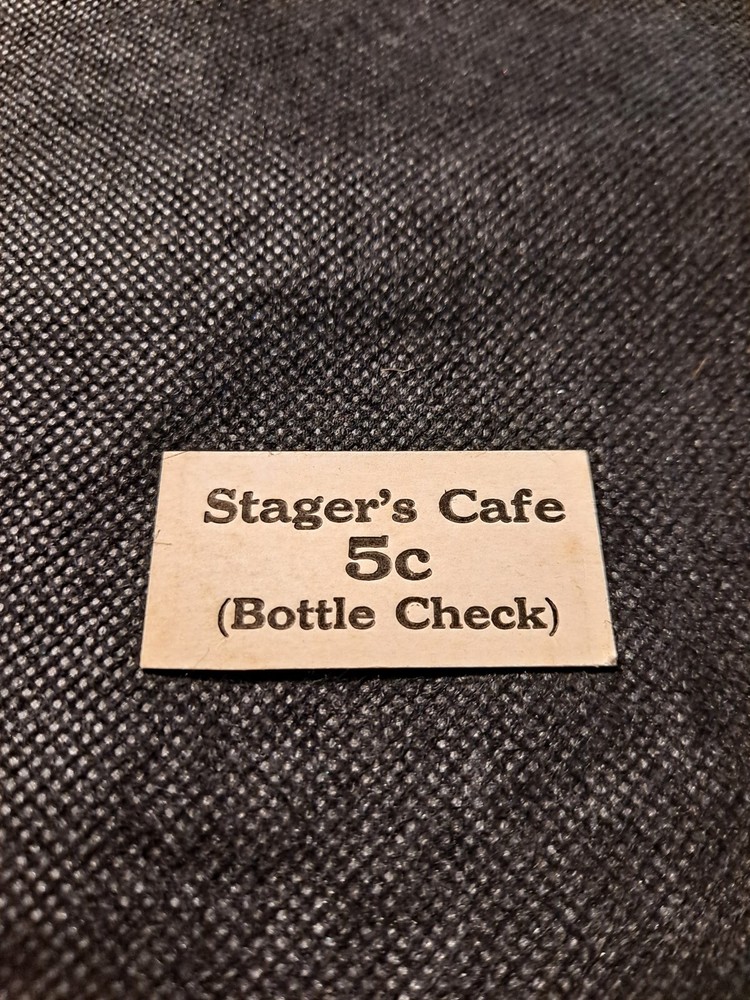 Stager's Cafe
5c
(Bottle Check)